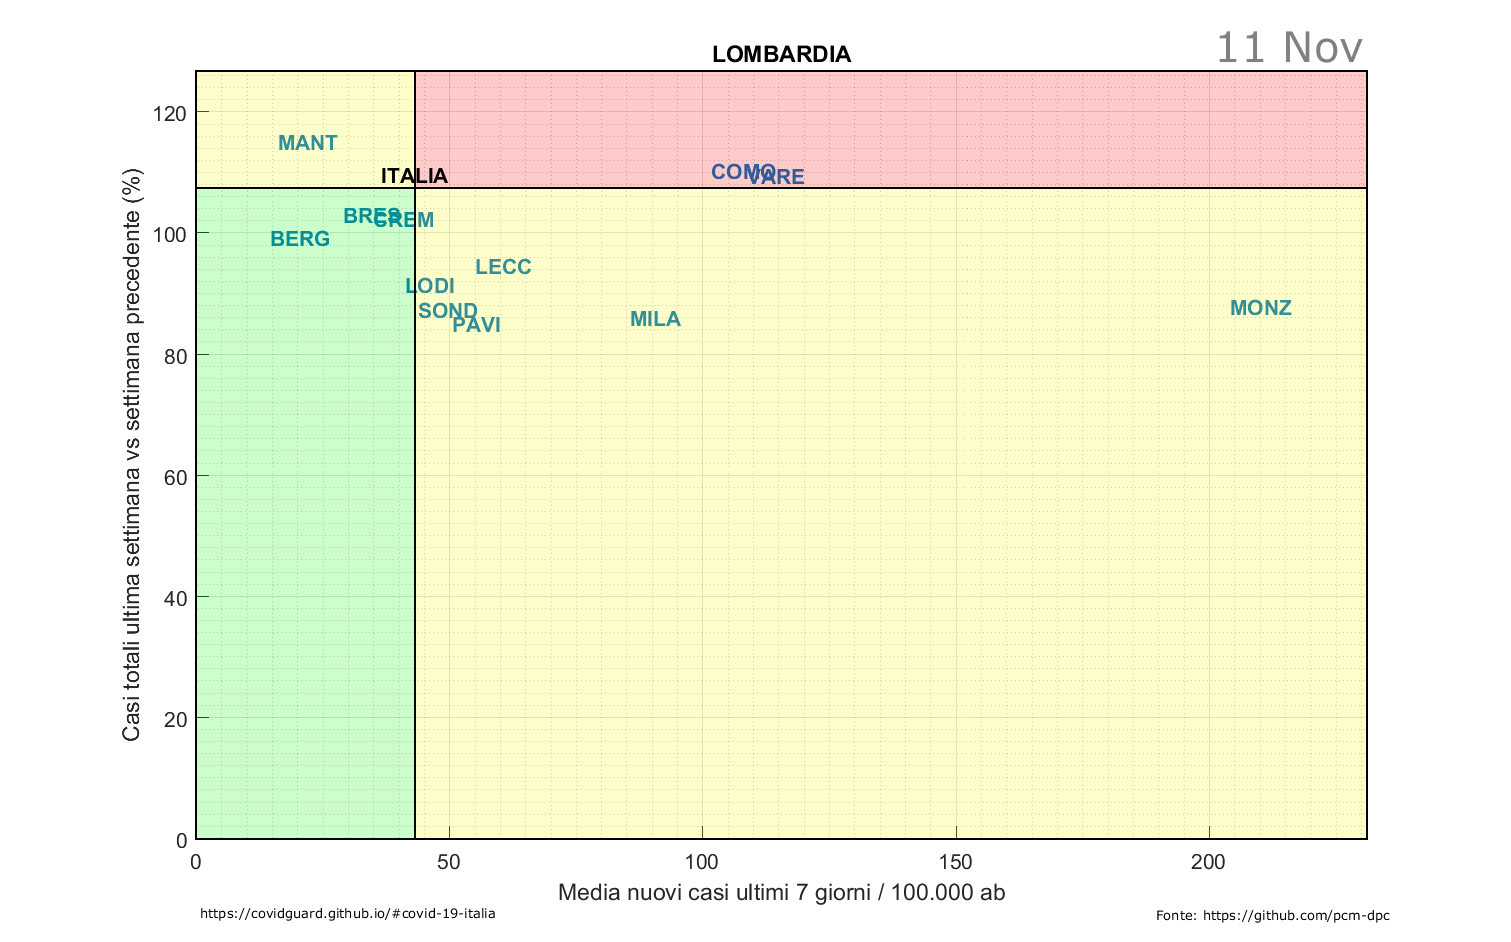 11 Nov
LOMBARDIA
120
100
80
60
40
20
0
Casi totali ultima settimana vs settimana precedente (%)
MANT
ITALIA
COMO
VARE
BRES
CREM
BERG
LECC
LODI
SOND
PAVI
MILA
MONZ
0 50 100 150 200
Media nuovi casi ultimi 7 giorni / 100.000 ab
https://covidguard.github.io/#covid-19-italia
Fonte: https://github.com/pcm-dpc